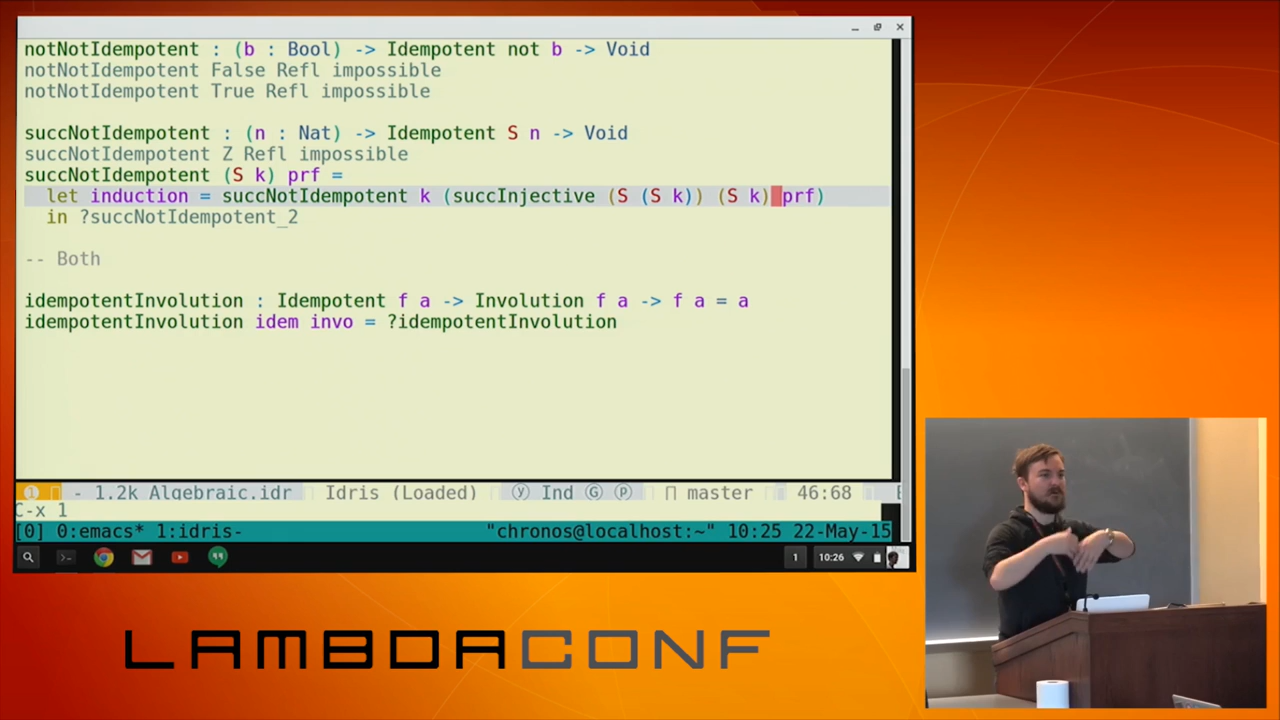 notNotIdempotent : (b : Bool) -> Idempotent not b -> Void
notNotIdempotent False Refl impossible
notNotIdempotent True Refl impossible
succNotIdempotent : (n : Nat) -> Idempotent S n -> Void
succNotIdempotent Z Refl impossible
succNotIdempotent (S k) prf =
let induction = succNotIdempotent k (succInjective (S (S k)) (S k) prf)
in ?succNotIdempotent_2
-- Both
idempotentInvolution : Idempotent f a -> Involution f a -> f a = a
idempotentInvolution idem invo = ?idempotentInvolution
- 1.2k Algebraic.idr Idris (Loaded) ⓨ Ind Ⓖ ⓟ master 46:68
C-x 1
[0] 0:emacs* 1:idris- "chronos@localhost:~" 10:25 22-May-15
1 10:26
LAMBDACONF